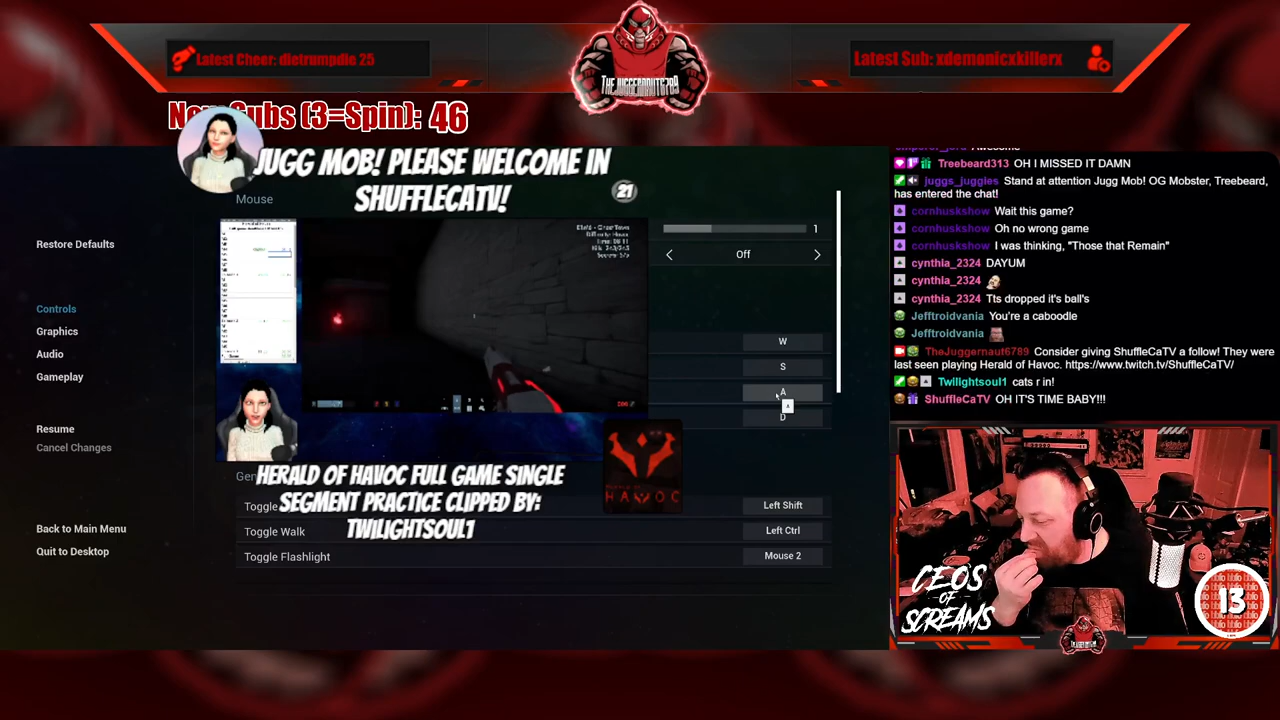 Latest Cheer: dietrumpdie 25
THEJUGGERNAUT6789
Latest Sub: xdemonicxkillerx
New Subs (3=Spin): 46
JUGG MOB! PLEASE WELCOME IN
SHUFFLECATV!
21
Mouse
Restore Defaults
1
Off
Controls
Graphics
Audio
Gameplay
W
S
A
D
Resume
Cancel Changes
HERALD OF HAVOC FULL GAME SINGLE
SEGMENT PRACTICE CLIPPED BY:
TWILIGHTSOUL1
HAVOC
Toggle
Left Shift
Back to Main Menu
Toggle Walk
Left Ctrl
Quit to Desktop
Toggle Flashlight
Mouse 2
Treebeard313 OH I MISSED IT DAMN
juggs_juggles Stand at attention Jugg Mob! OG Mobster, Treebeard,
has entered the chat!
cornhuskshow Wait this game?
cornhuskshow Oh no wrong game
cornhuskshow I was thinking, "Those that Remain"
cynthia_2324 DAYUM
cynthia_2324
cynthia_2324 Tts dropped it's ball's
Jefftroidvania You're a caboodle
Jefftroidvania
TheJuggernaut6789 Consider giving ShuffleCaTV a follow! They were
last seen playing Herald of Havoc. https://www.twitch.tv/ShuffleCaTV/
Twilightsoul1 cats r in!
ShuffleCaTV OH IT'S TIME BABY!!!
CEOS
OF
SCREAMS
13